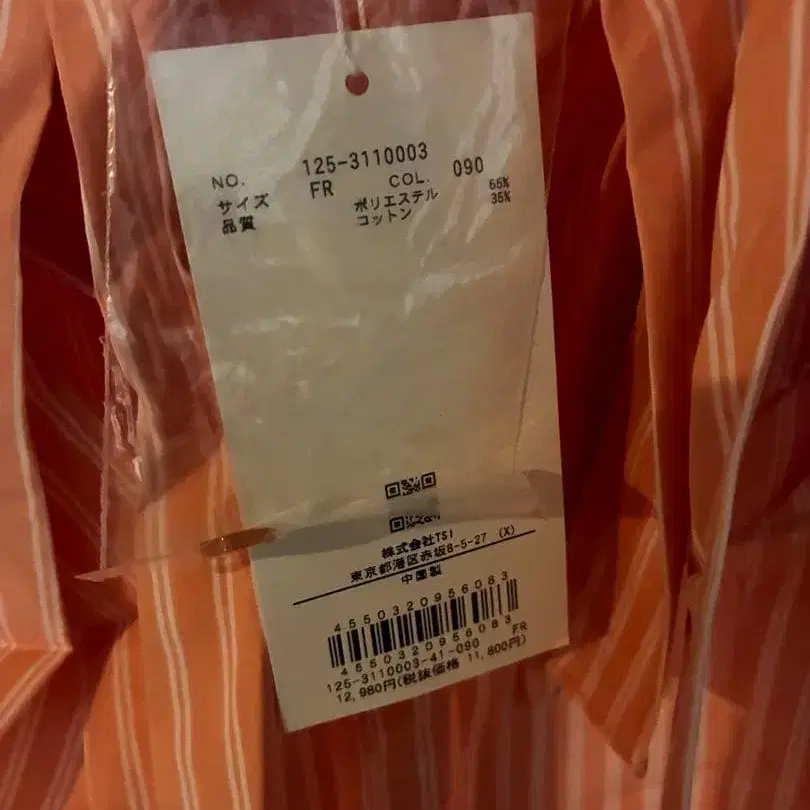 NO. 125-3110003 COL. 090
サイズ FR
品質 ポリエステル 65%
コットン 35%
株式会社TSI
東京都港区赤坂8-5-27 (X)
中国製
4550320956083
4550320956083
125-3110003-41-090 FR
12,980円(税抜価格 11,800円)